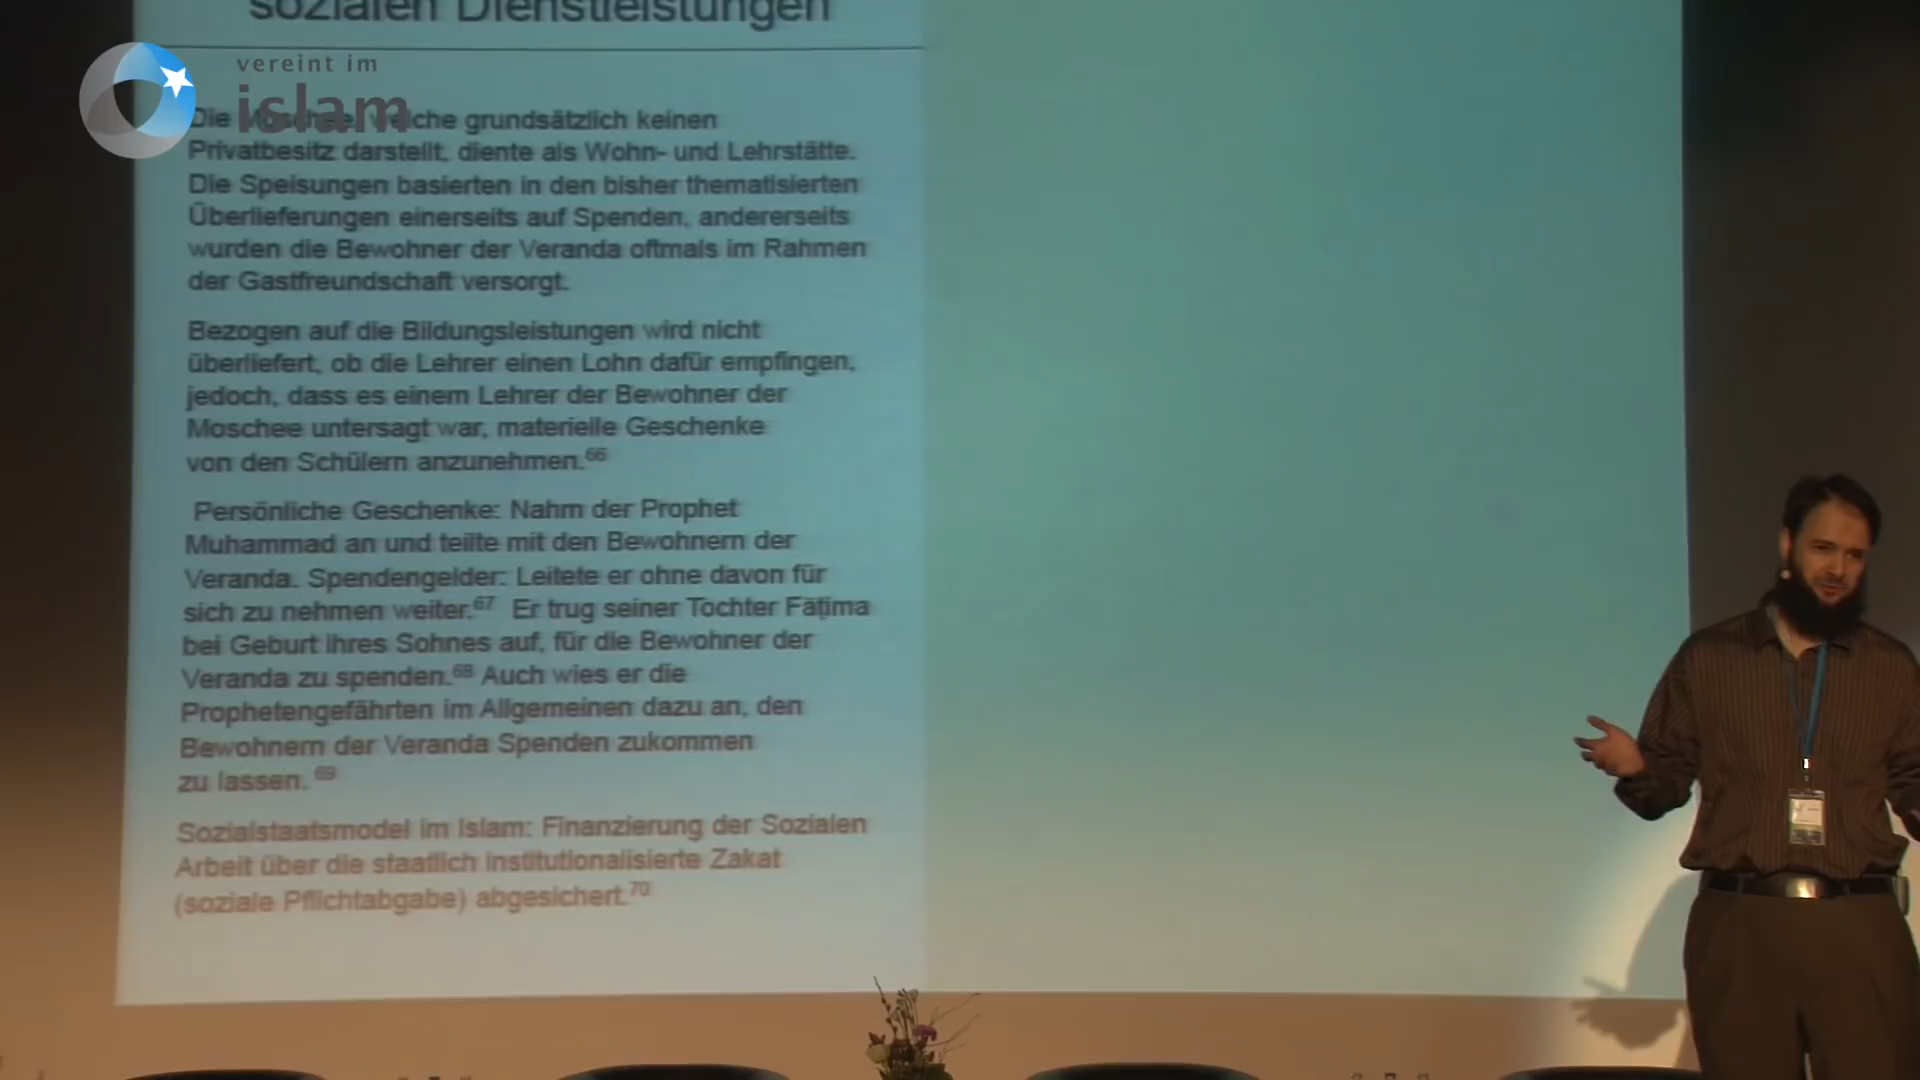 sozialen Dienstleistungen
vereint im
islam
Die Moschee, welche grundsätzlich keinen
Privatbesitz darstellt, diente als Wohn- und Lehrstätte.
Die Speisungen basierten in den bisher thematisierten
Überlieferungen einerseits auf Spenden, andererseits
wurden die Bewohner der Veranda oftmals im Rahmen
der Gastfreundschaft versorgt.
Bezogen auf die Bildungsleistungen wird nicht
überliefert, ob die Lehrer einen Lohn dafür empfingen,
jedoch, dass es einem Lehrer der Bewohner der
Moschee untersagt war, materielle Geschenke
von den Schülern anzunehmen.66
Persönliche Geschenke: Nahm der Prophet
Muhammad an und teilte mit den Bewohnern der
Veranda. Spendengelder: Leitete er ohne davon für
sich zu nehmen weiter.67 Er trug seiner Tochter Fāṭima
bei Geburt ihres Sohnes auf, für die Bewohner der
Veranda zu spenden.68 Auch wies er die
Prophetengefährten im Allgemeinen dazu an, den
Bewohnern der Veranda Spenden zukommen
zu lassen. 69
Sozialstaatsmodel im Islam: Finanzierung der Sozialen
Arbeit über die staatlich institutionalisierte Zakat
(soziale Pflichtabgabe) abgesichert.70